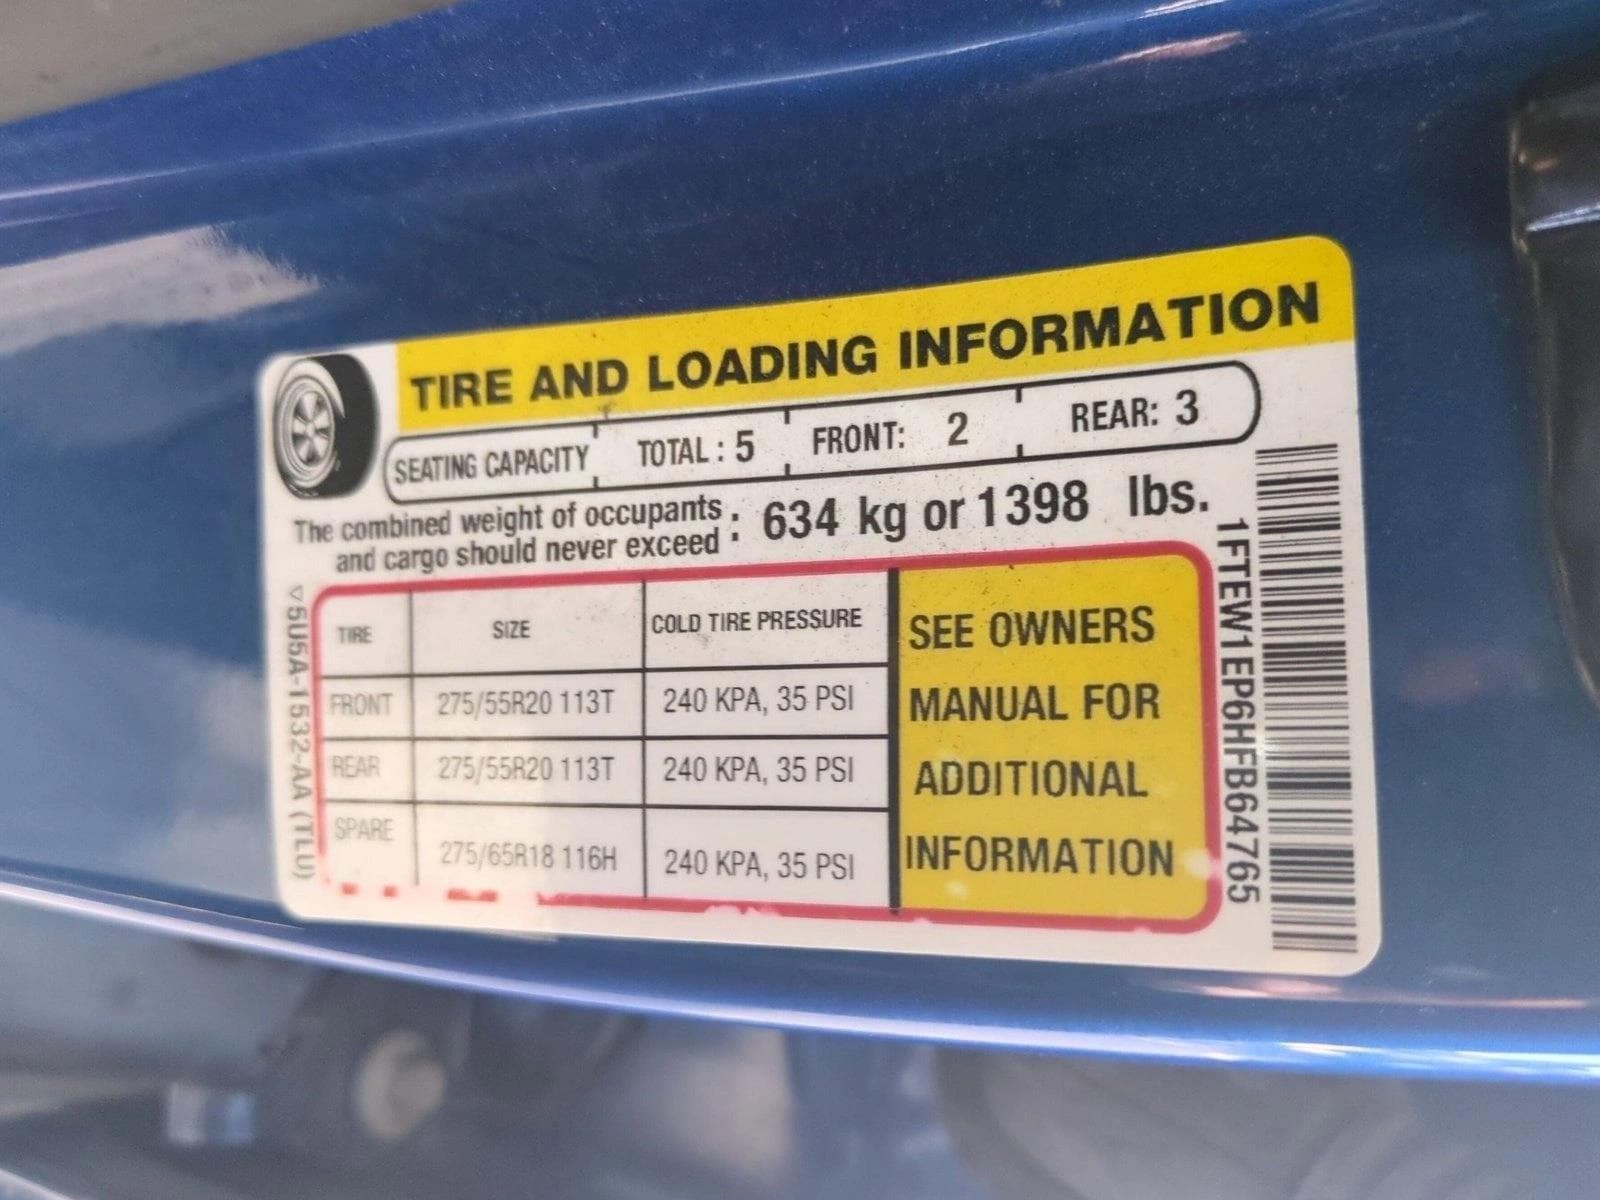 TIRE AND LOADING INFORMATION
SEATING CAPACITY TOTAL : 5 FRONT: 2 REAR: 3
The combined weight of occupants
and cargo should never exceed : 634 kg or 1398 lbs.
TIRE SIZE COLD TIRE PRESSURE
FRONT 275/55R20 113T 240 KPA, 35 PSI
REAR 275/55R20 113T 240 KPA, 35 PSI
SPARE 275/65R18 116H 240 KPA, 35 PSI
SEE OWNERS
MANUAL FOR
ADDITIONAL
INFORMATION
▽5U5A-1532-AA (TLU)
1FTEW1EP6HFB64765